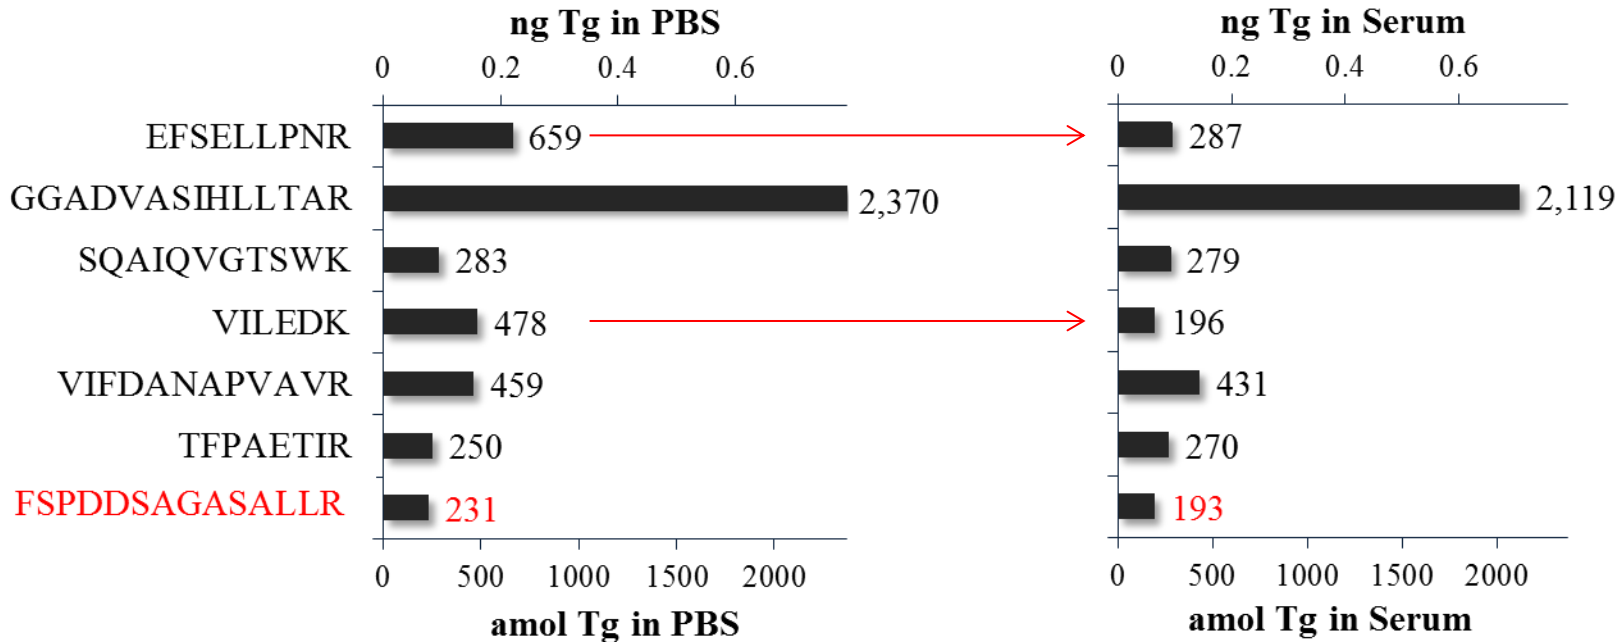 ng Tg in PBS
0 0.2 0.4 0.6
ng Tg in Serum
0 0.2 0.4 0.6
EFSELLPNR 659 287
GGADVASIHLLTAR 2,370 2,119
SQAIQVGTSWK 283 279
VILEDK 478 196
VIFDANAPVAVR 459 431
TFPAETIR 250 270
FSPDDSAGASALLR 231 193
0 500 1000 1500 2000
amol Tg in PBS
0 500 1000 1500 2000
amol Tg in Serum